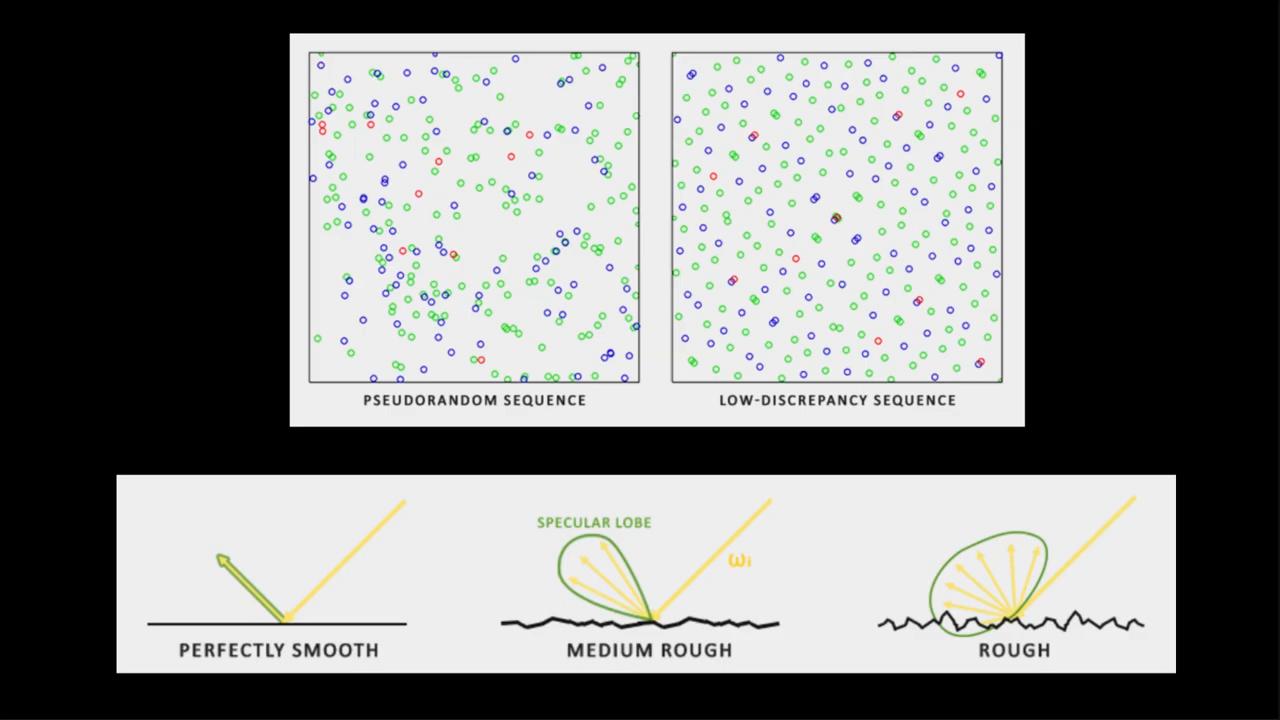 PSEUDORANDOM SEQUENCE
LOW-DISCREPANCY SEQUENCE
SPECULAR LOBE
ωi
PERFECTLY SMOOTH
MEDIUM ROUGH
ROUGH